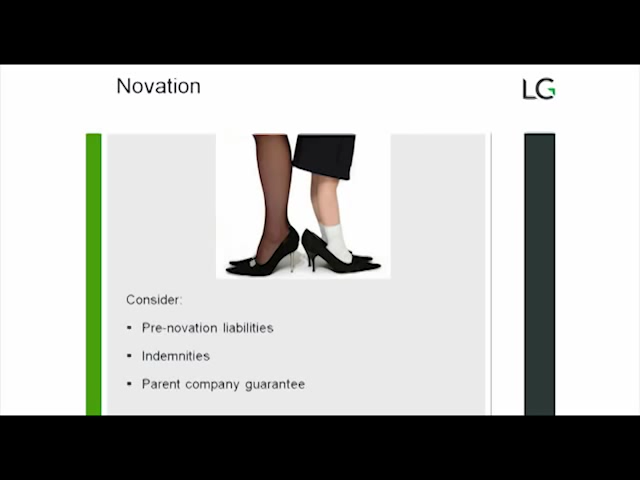 Novation
LG
Consider:
▪ Pre-novation liabilities
▪ Indemnities
▪ Parent company guarantee